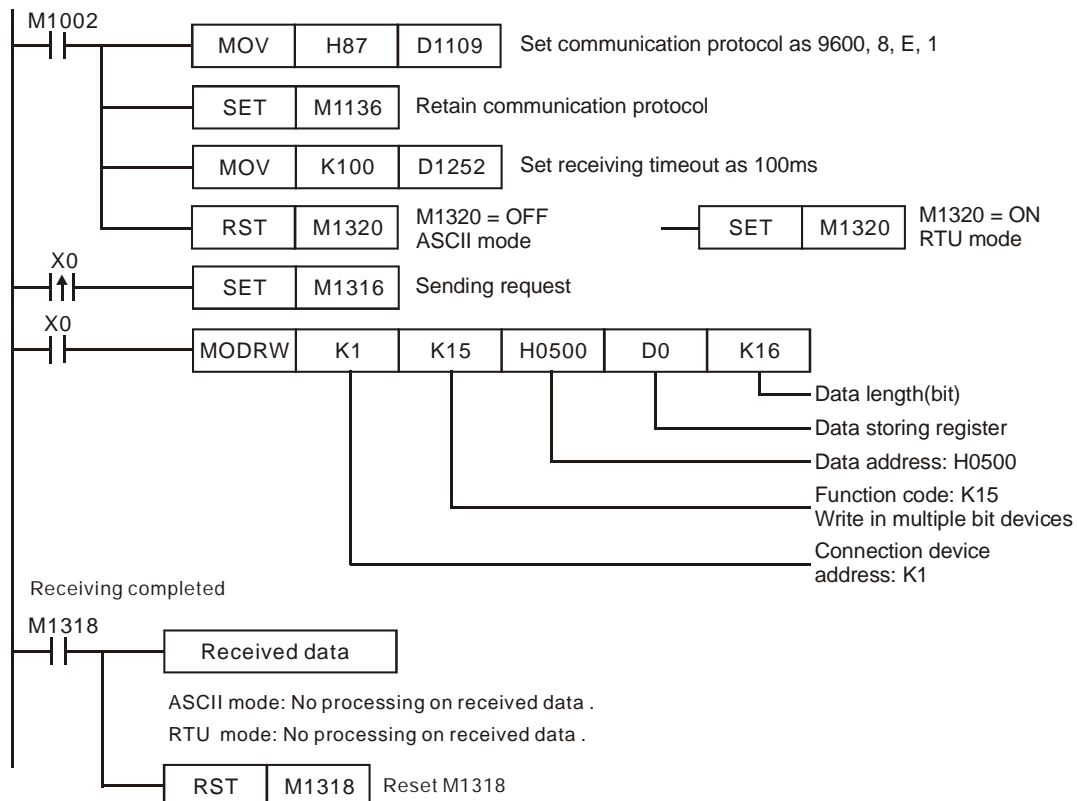 M1002
MOV H87 D1109 Set communication protocol as 9600, 8, E, 1
SET M1136 Retain communication protocol
MOV K100 D1252 Set receiving timeout as 100ms
RST M1320 M1320 = OFF
ASCII mode
SET M1320 M1320 = ON
RTU mode
X0
SET M1316 Sending request
X0
MODRW K1 K15 H0500 D0 K16
Data length(bit)
Data storing register
Data address: H0500
Function code: K15
Write in multiple bit devices
Connection device
address: K1
Receiving completed
M1318
Received data
ASCII mode: No processing on received data .
RTU mode: No processing on received data .
RST M1318 Reset M1318